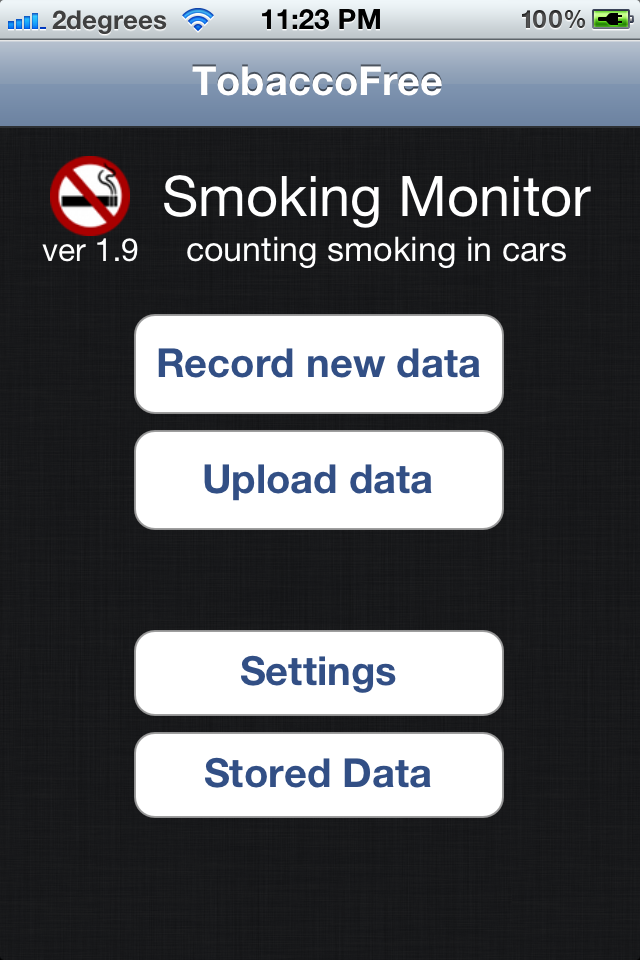 2degrees 11:23 PM 100%
TobaccoFree
Smoking Monitor
ver 1.9 counting smoking in cars
Record new data
Upload data
Settings
Stored Data